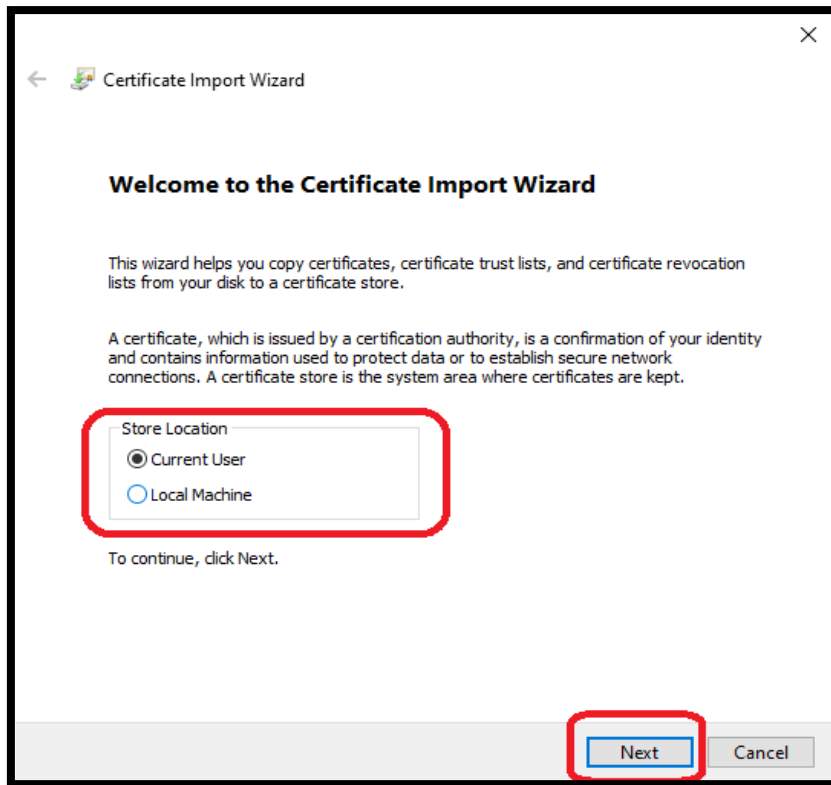 Certificate Import Wizard
Welcome to the Certificate Import Wizard
This wizard helps you copy certificates, certificate trust lists, and certificate revocation
lists from your disk to a certificate store.
A certificate, which is issued by a certification authority, is a confirmation of your identity
and contains information used to protect data or to establish secure network
connections. A certificate store is the system area where certificates are kept.
Store Location
Current User
Local Machine
To continue, click Next.
Next Cancel